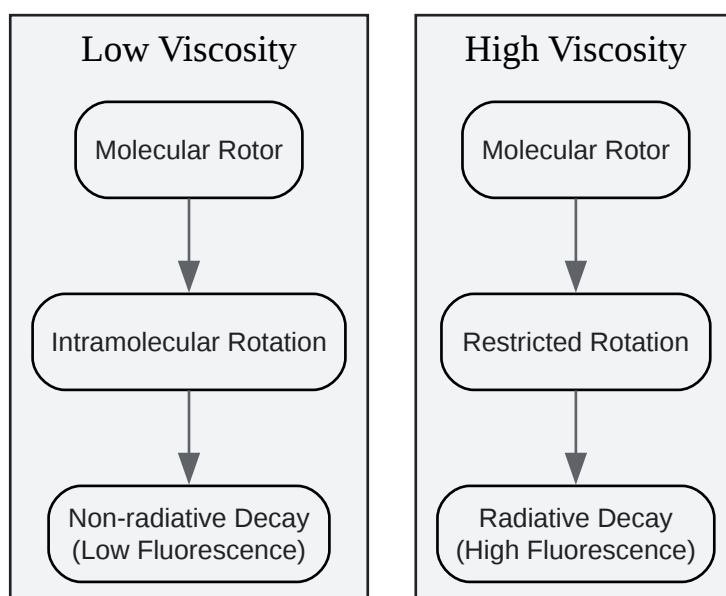 Low Viscosity
Molecular Rotor
Intramolecular Rotation
Non-radiative Decay
(Low Fluorescence)
High Viscosity
Molecular Rotor
Restricted Rotation
Radiative Decay
(High Fluorescence)